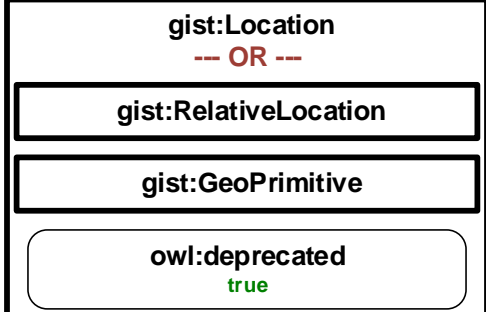 gist:Location
--- OR ---
gist:RelativeLocation
gist:GeoPrimitive
owl:deprecated
true